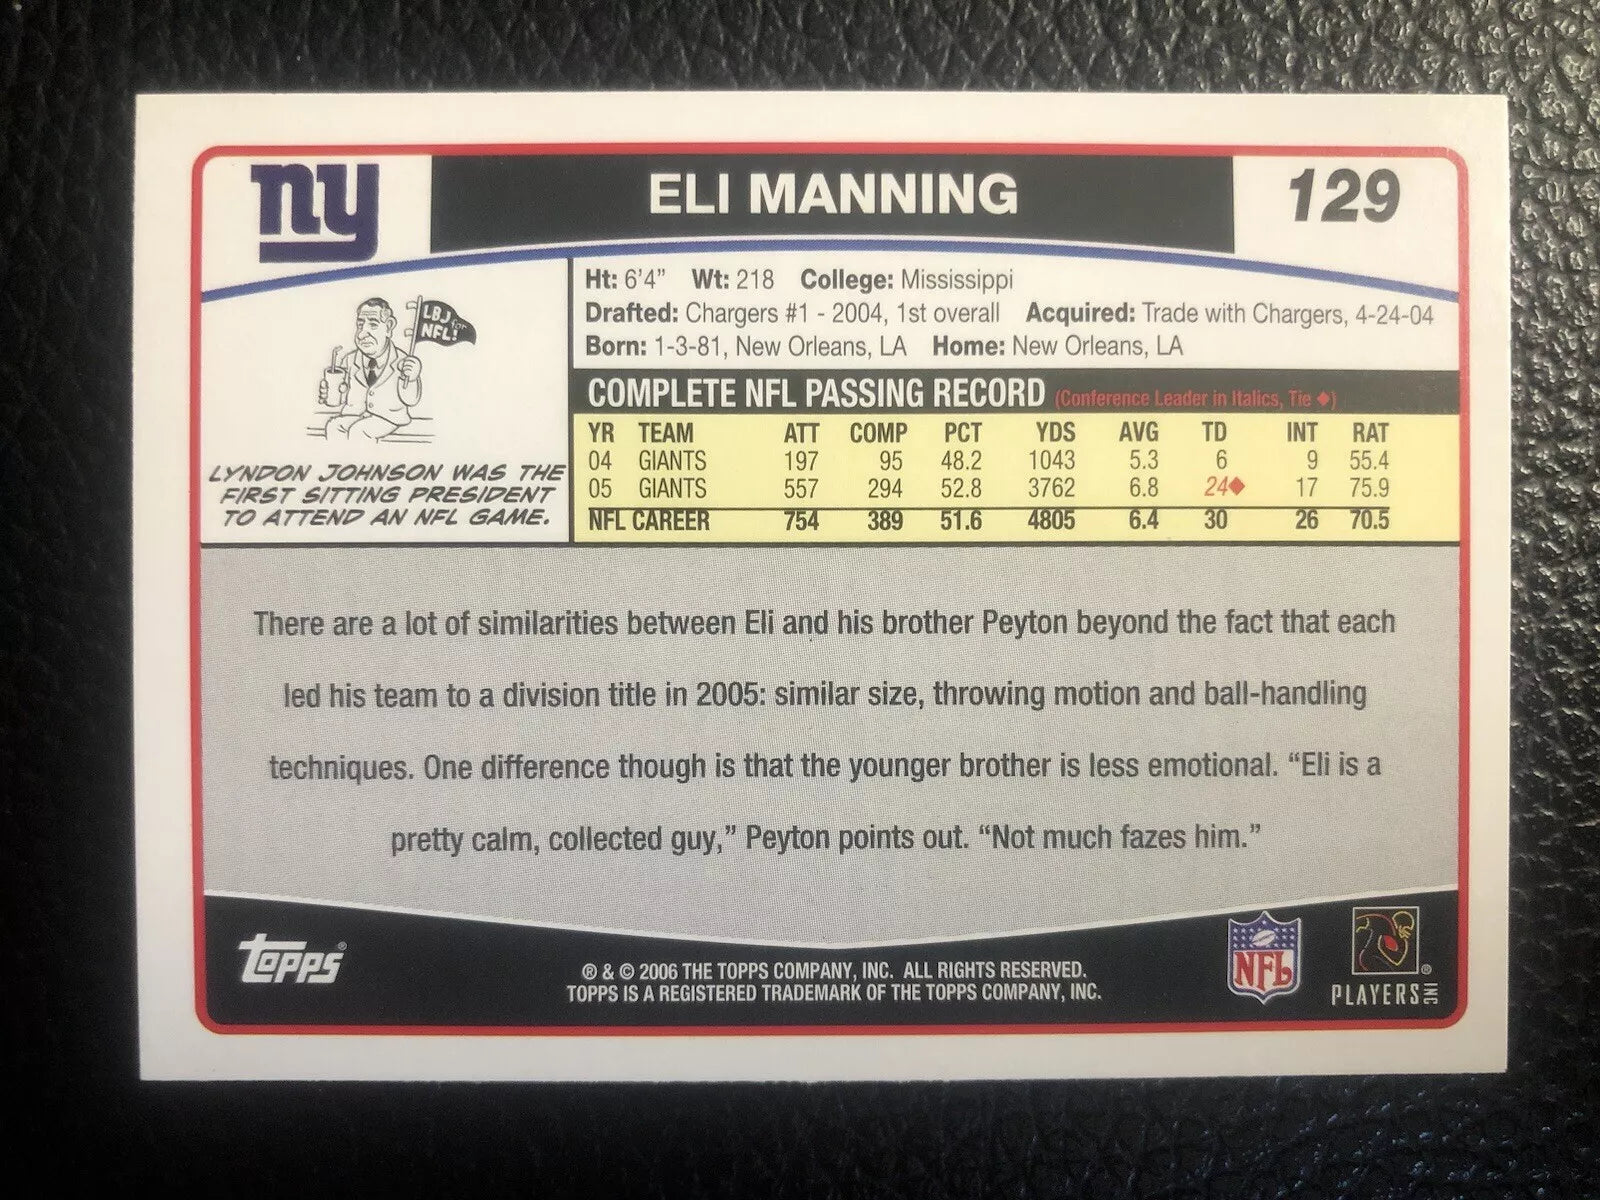 ny
ELI MANNING
129
Ht: 6'4" Wt: 218 College: Mississippi
Drafted: Chargers #1 - 2004, 1st overall Acquired: Trade with Chargers, 4-24-04
Born: 1-3-81, New Orleans, LA Home: New Orleans, LA
LBJ for
NFL!
LYNDON JOHNSON WAS THE
FIRST SITTING PRESIDENT
TO ATTEND AN NFL GAME.
COMPLETE NFL PASSING RECORD (Conference Leader in Italics, Tie ♦)
YR TEAM ATT COMP PCT YDS AVG TD INT RAT
04 GIANTS 197 95 48.2 1043 5.3 6 9 55.4
05 GIANTS 557 294 52.8 3762 6.8 24♦ 17 75.9
NFL CAREER 754 389 51.6 4805 6.4 30 26 70.5
There are a lot of similarities between Eli and his brother Peyton beyond the fact that each
led his team to a division title in 2005: similar size, throwing motion and ball-handling
techniques. One difference though is that the younger brother is less emotional. “Eli is a
pretty calm, collected guy,” Peyton points out. “Not much fazes him.”
topps®
® & © 2006 THE TOPPS COMPANY, INC. ALL RIGHTS RESERVED.
TOPPS IS A REGISTERED TRADEMARK OF THE TOPPS COMPANY, INC.
NFL
®
PLAYERS INC